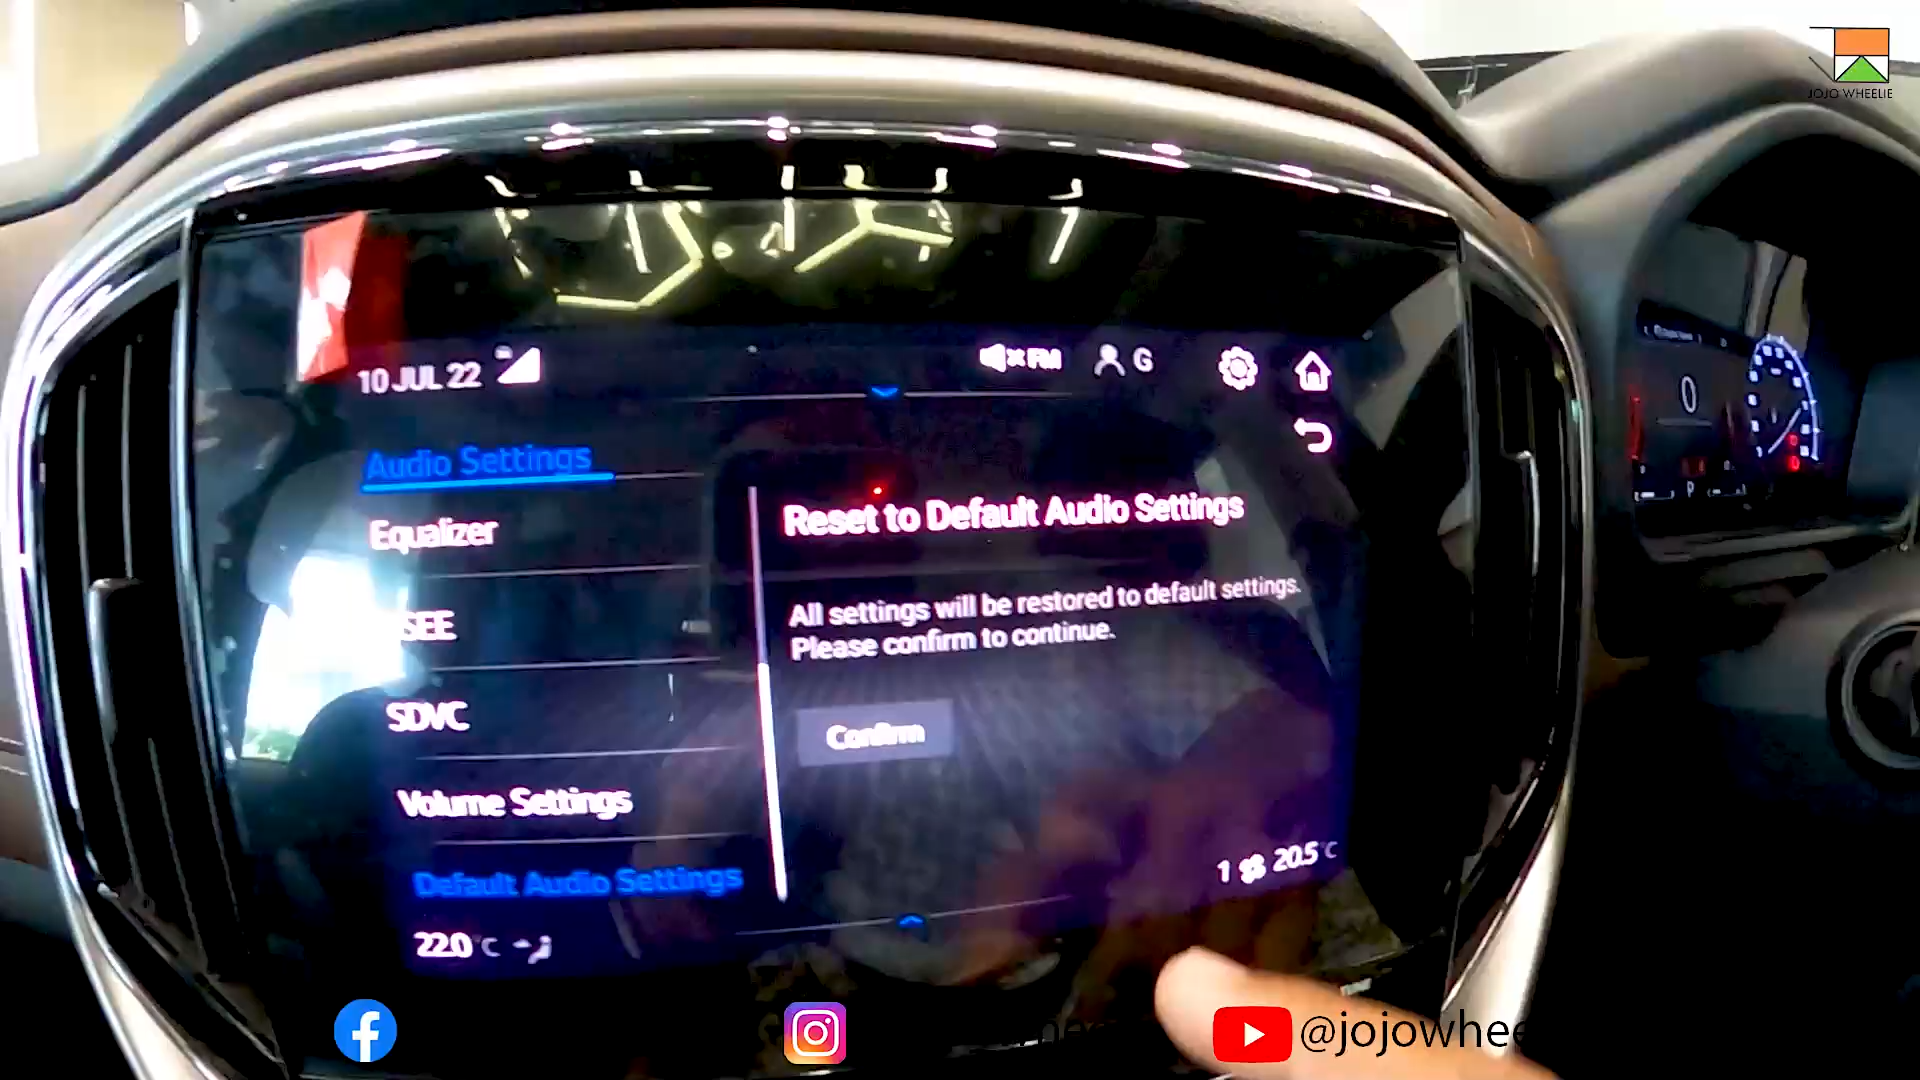 JOJO WHEELIE
10 JUL 22
FM
G
Audio Settings
Equalizer
SEE
SDVC
Volume Settings
Default Audio Settings
Reset to Default Audio Settings
All settings will be restored to default settings.
Please confirm to continue.
Confirm
1 20.5°C
22.0°C
0
P
@jojowhee